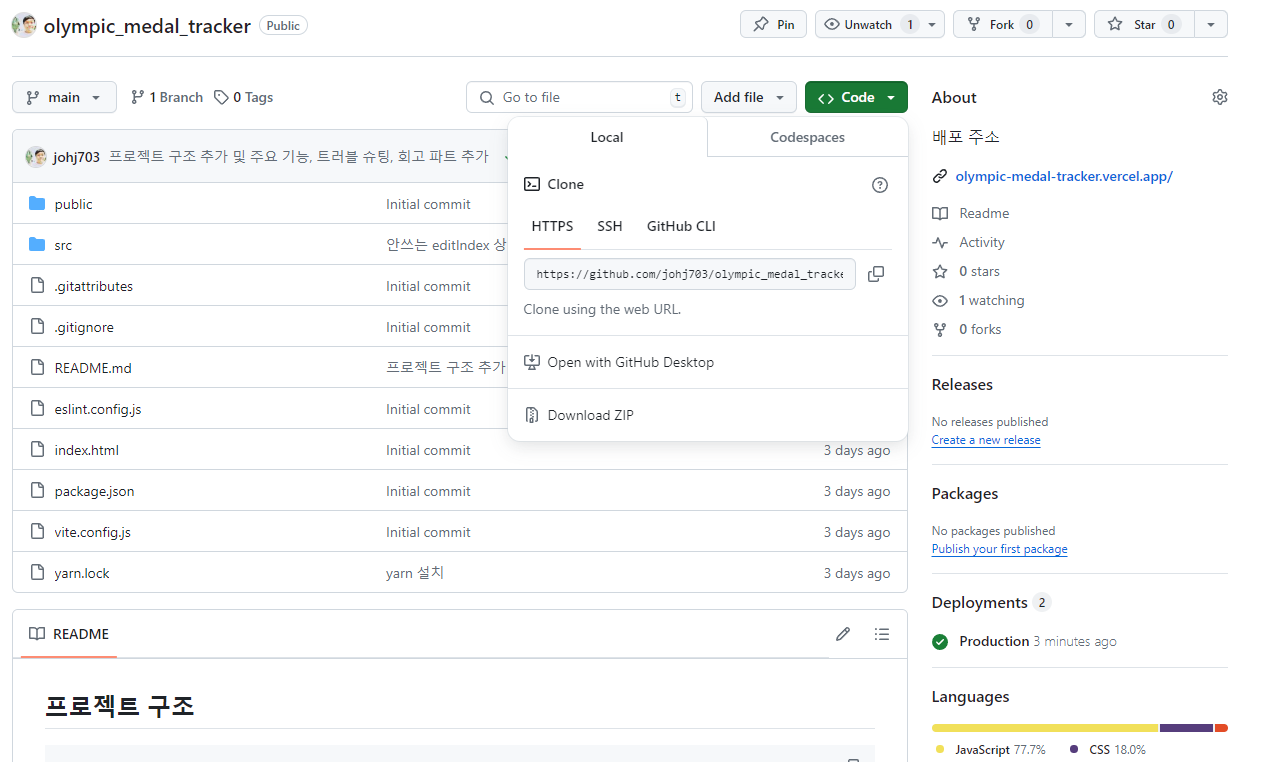 olympic_medal_tracker Public
Pin Unwatch 1 Fork 0 Star 0
main 1 Branch 0 Tags Go to file t Add file Code
johj703 프로젝트 구조 추가 및 주요 기능, 트러블 슈팅, 회고 파트 추가
public Initial commit
src 안쓰는 editIndex 상
.gitattributes Initial commit
.gitignore Initial commit
README.md 프로젝트 구조 추가
eslint.config.js Initial commit
index.html Initial commit 3 days ago
package.json Initial commit 3 days ago
vite.config.js Initial commit 3 days ago
yarn.lock yarn 설치 3 days ago
Local Codespaces
Clone
HTTPS SSH GitHub CLI
https://github.com/johj703/olympic_medal_tracke
Clone using the web URL.
Open with GitHub Desktop
Download ZIP
README
프로젝트 구조
About
배포 주소
olympic-medal-tracker.vercel.app/
Readme
Activity
0 stars
1 watching
0 forks
Releases
No releases published
Create a new release
Packages
No packages published
Publish your first package
Deployments 2
Production 3 minutes ago
Languages
JavaScript 77.7% CSS 18.0%